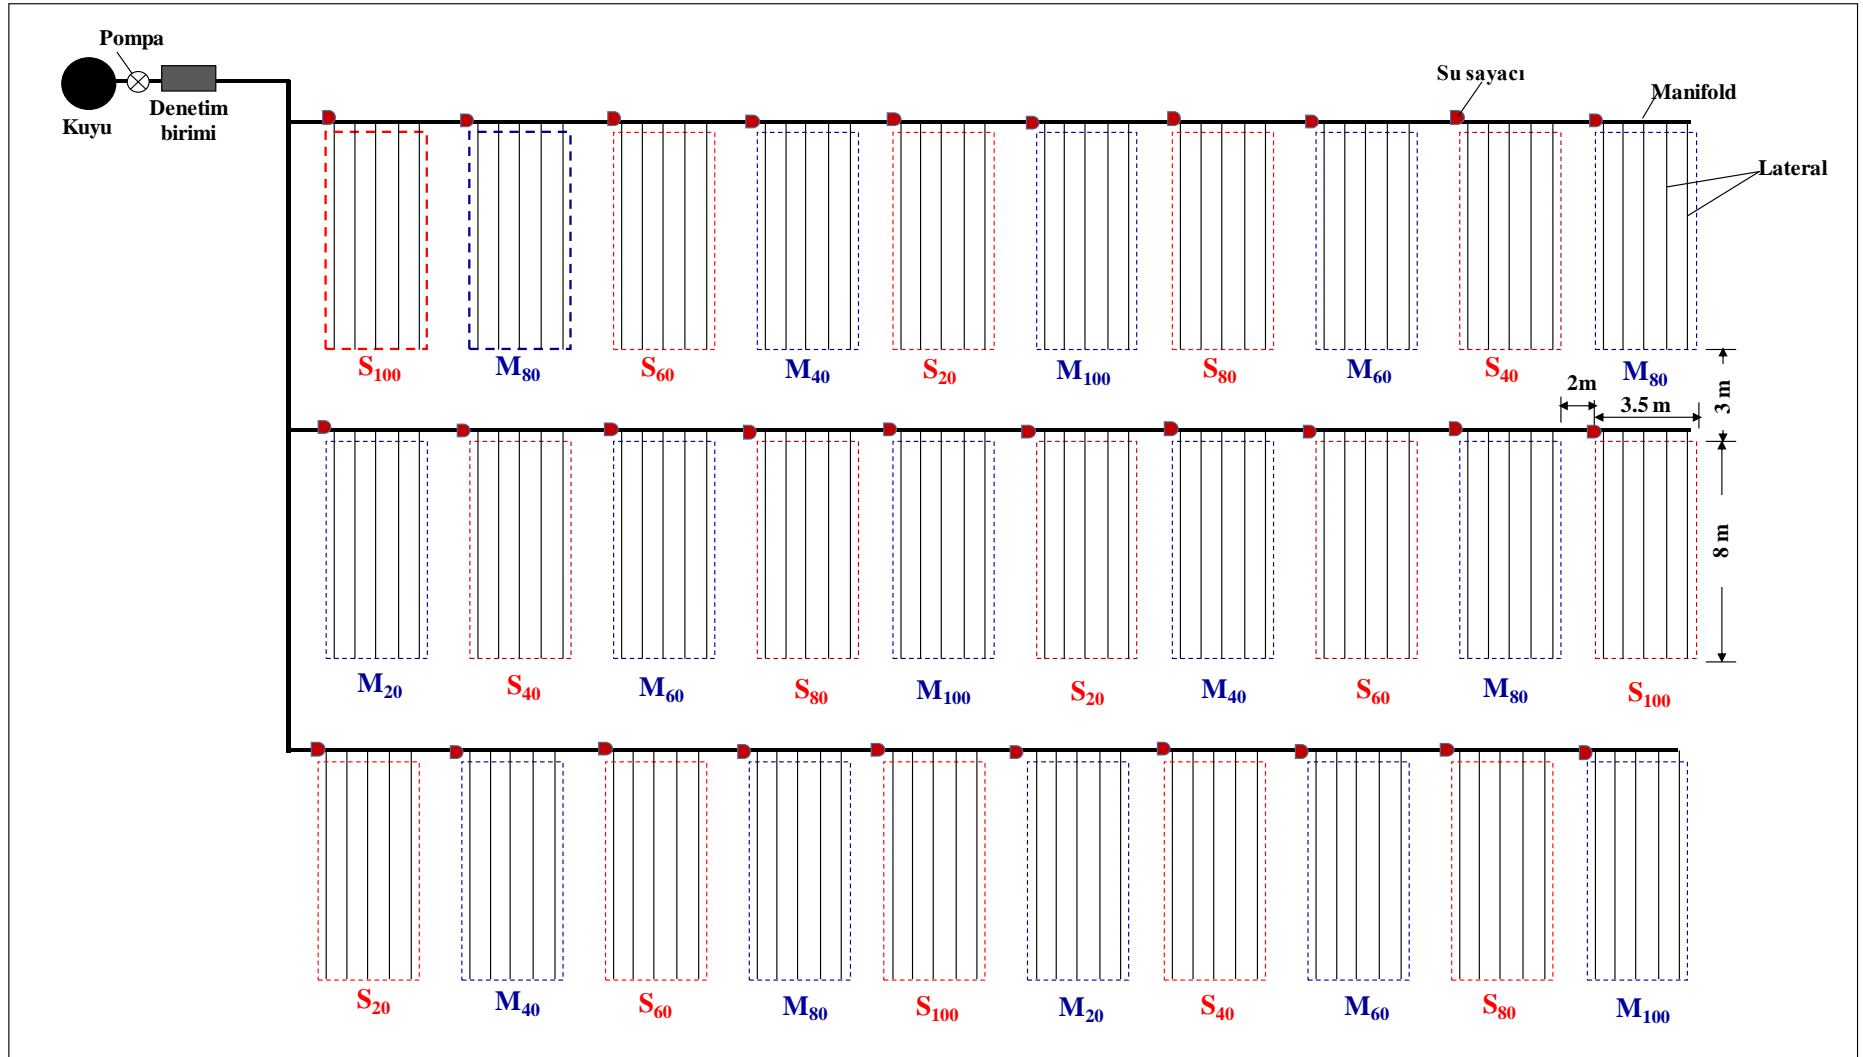 Pompa
Kuyu
Denetim
birimi
Su sayacı
Manifold
Lateral
S100
M80
S60
M40
S20
M100
S80
M60
S40
M80
2m
3.5 m
3 m
8 m
M20
S40
M60
S80
M100
S20
M40
S60
M80
S100
S20
M40
S60
M80
S100
M20
S40
M60
S80
M100